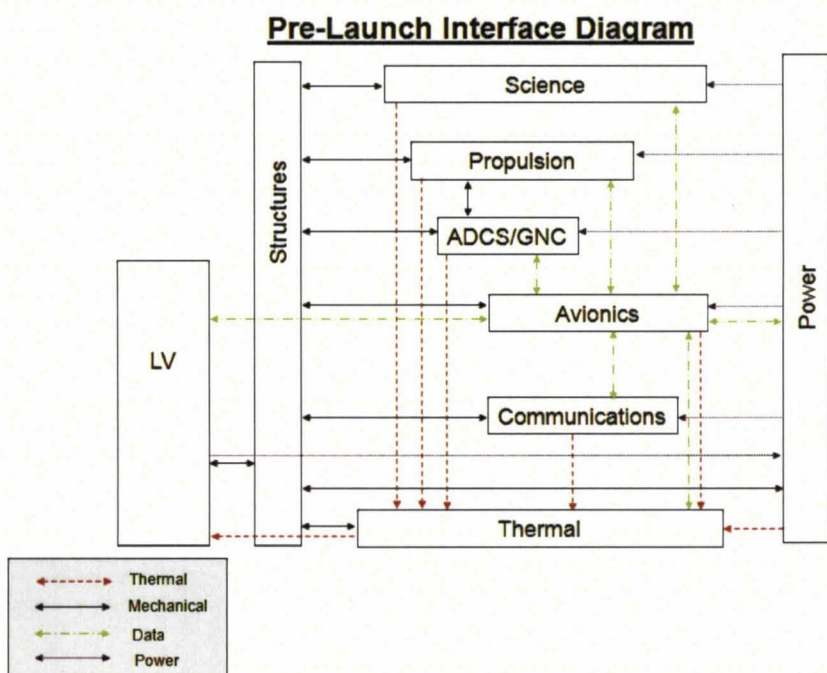 Pre-Launch Interface Diagram
Science
Propulsion
Structures
ADCS/GNC
Power
Avionics
LV
Communications
Thermal
Thermal
Mechanical
Data
Power